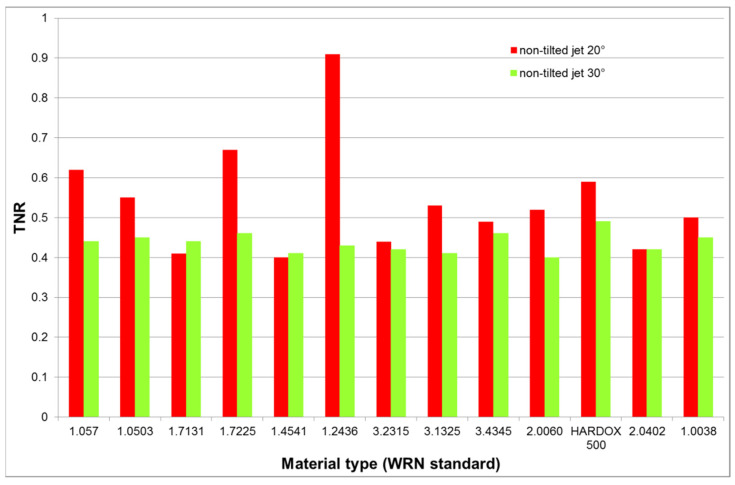 1
0.9
0.8
0.7
0.6
0.5
0.4
0.3
0.2
0.1
0
TNR
non-tilted jet 20°
non-tilted jet 30°
1.057 1.0503 1.7131 1.7225 1.4541 1.2436 3.2315 3.1325 3.4345 2.0060 HARDOX 2.0402 1.0038
500
Material type (WRN standard)